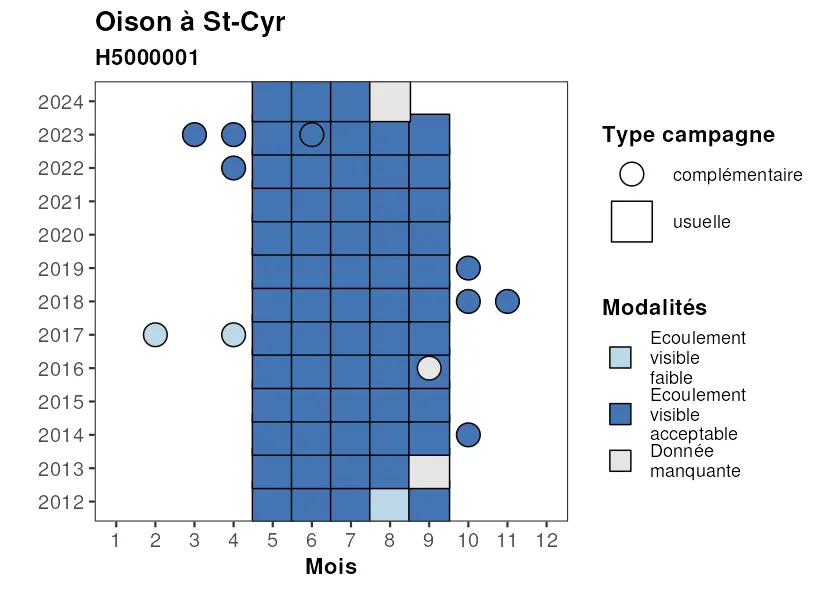 Oison à St-Cyr
H5000001
2024
2023
2022
2021
2020
2019
2018
2017
2016
2015
2014
2013
2012
1 2 3 4 5 6 7 8 9 10 11 12
Mois
Type campagne
complémentaire
usuelle
Modalités
Ecoulement
visible
faible
Ecoulement
visible
acceptable
Donnée
manquante